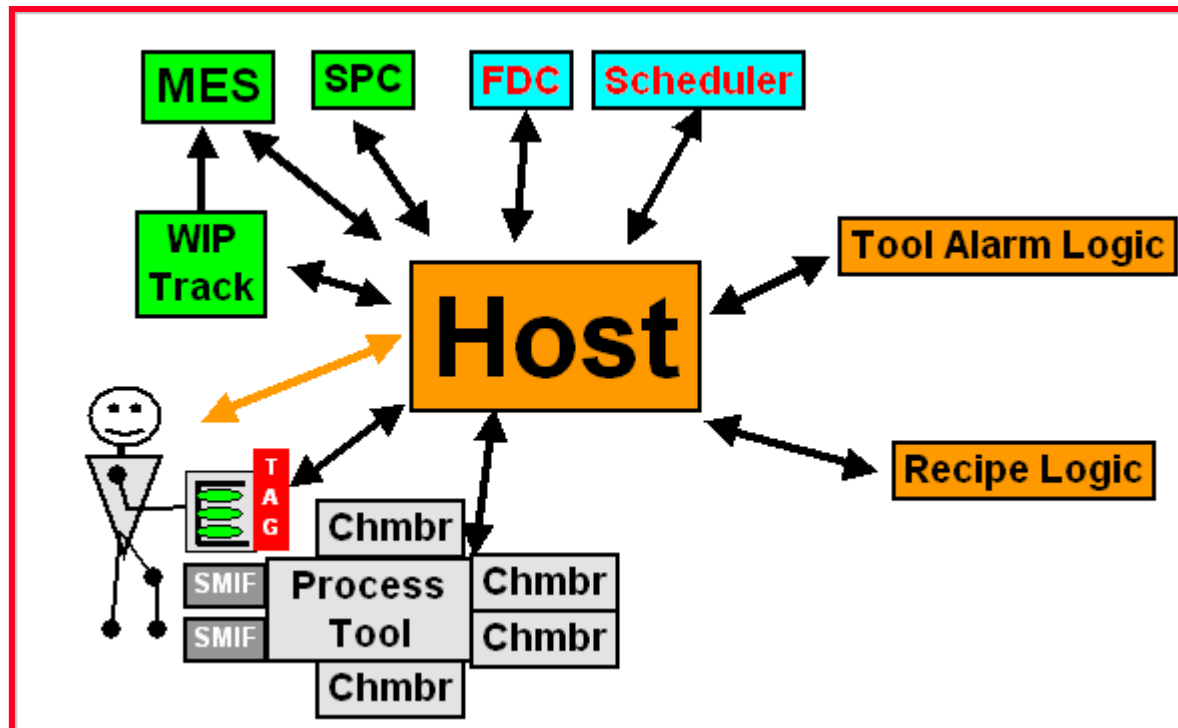 MES
SPC
FDC
Scheduler
WIP
Track
Tool Alarm Logic
Host
Recipe Logic
TAG
Chmbr
SMIF
Process
Tool
Chmbr
SMIF
Chmbr
Chmbr